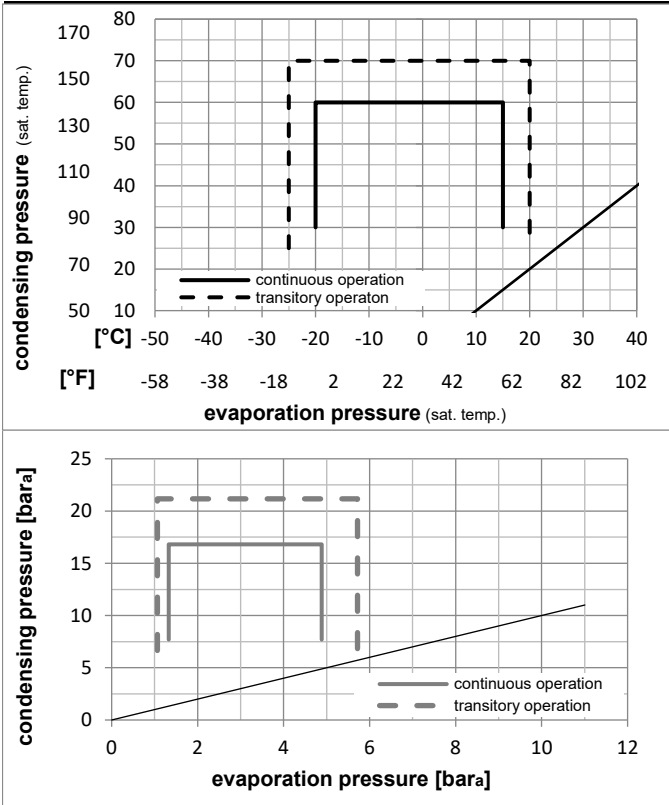 170 80
150 70
130 60
50
110 40
90 30
70 20
50 10
condensing pressure (sat. temp.)
continuous operation
transitory operaton
[°C] -50 -40 -30 -20 -10 0 10 20 30 40
[°F] -58 -38 -18 2 22 42 62 82 102
evaporation pressure (sat. temp.)
25
20
15
10
5
0
condensing pressure [bara]
continuous operation
transitory operation
0 2 4 6 8 10 12
evaporation pressure [bara]